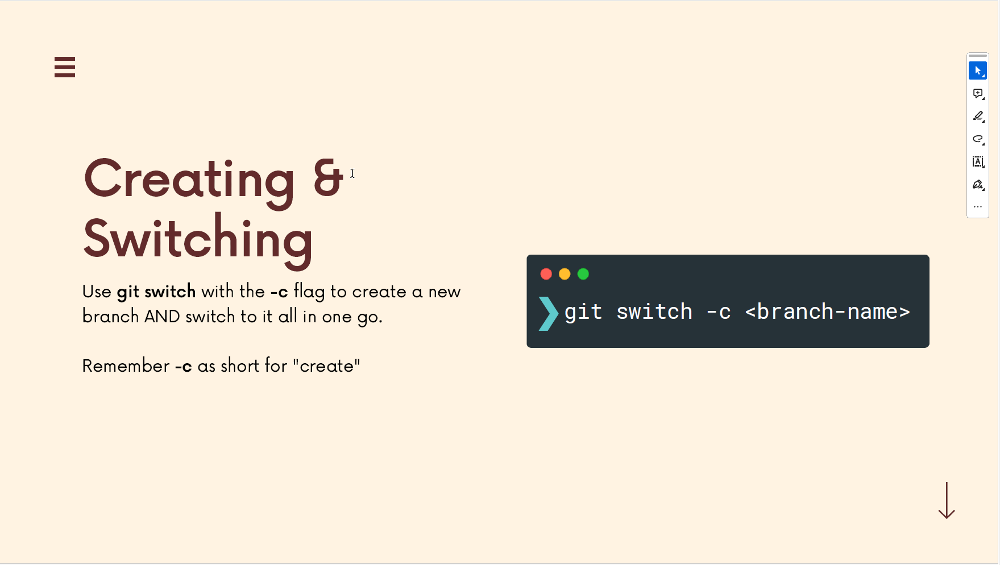 Creating &
Switching
Use git switch with the -c flag to create a new
branch AND switch to it all in one go.
Remember -c as short for "create"
git switch -c <branch-name>